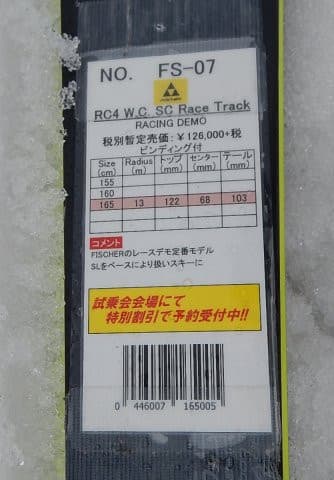 NO. FS-07
FISCHER
RC4 W.C. SC Race Track
RACING DEMO
税別暫定売価:¥126,000+税
ビンディング付
Size (cm) Radius (m) トップ (mm) センター (mm) テール (mm)
155
160
165 13 122 68 103
コメント
FISCHERのレースデモ定番モデル
SLをベースにより扱いスキーに
試乗会会場にて
特別割引で予約受付中!!
0 446007 165005